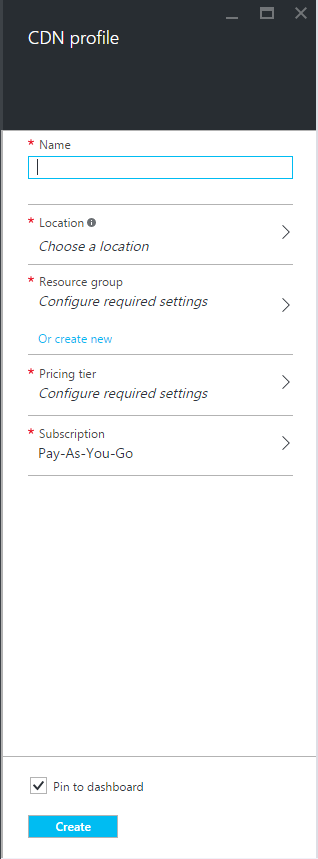 CDN profile
* Name
* Location
Choose a location
* Resource group
Configure required settings
Or create new
* Pricing tier
Configure required settings
* Subscription
Pay-As-You-Go
Pin to dashboard
Create